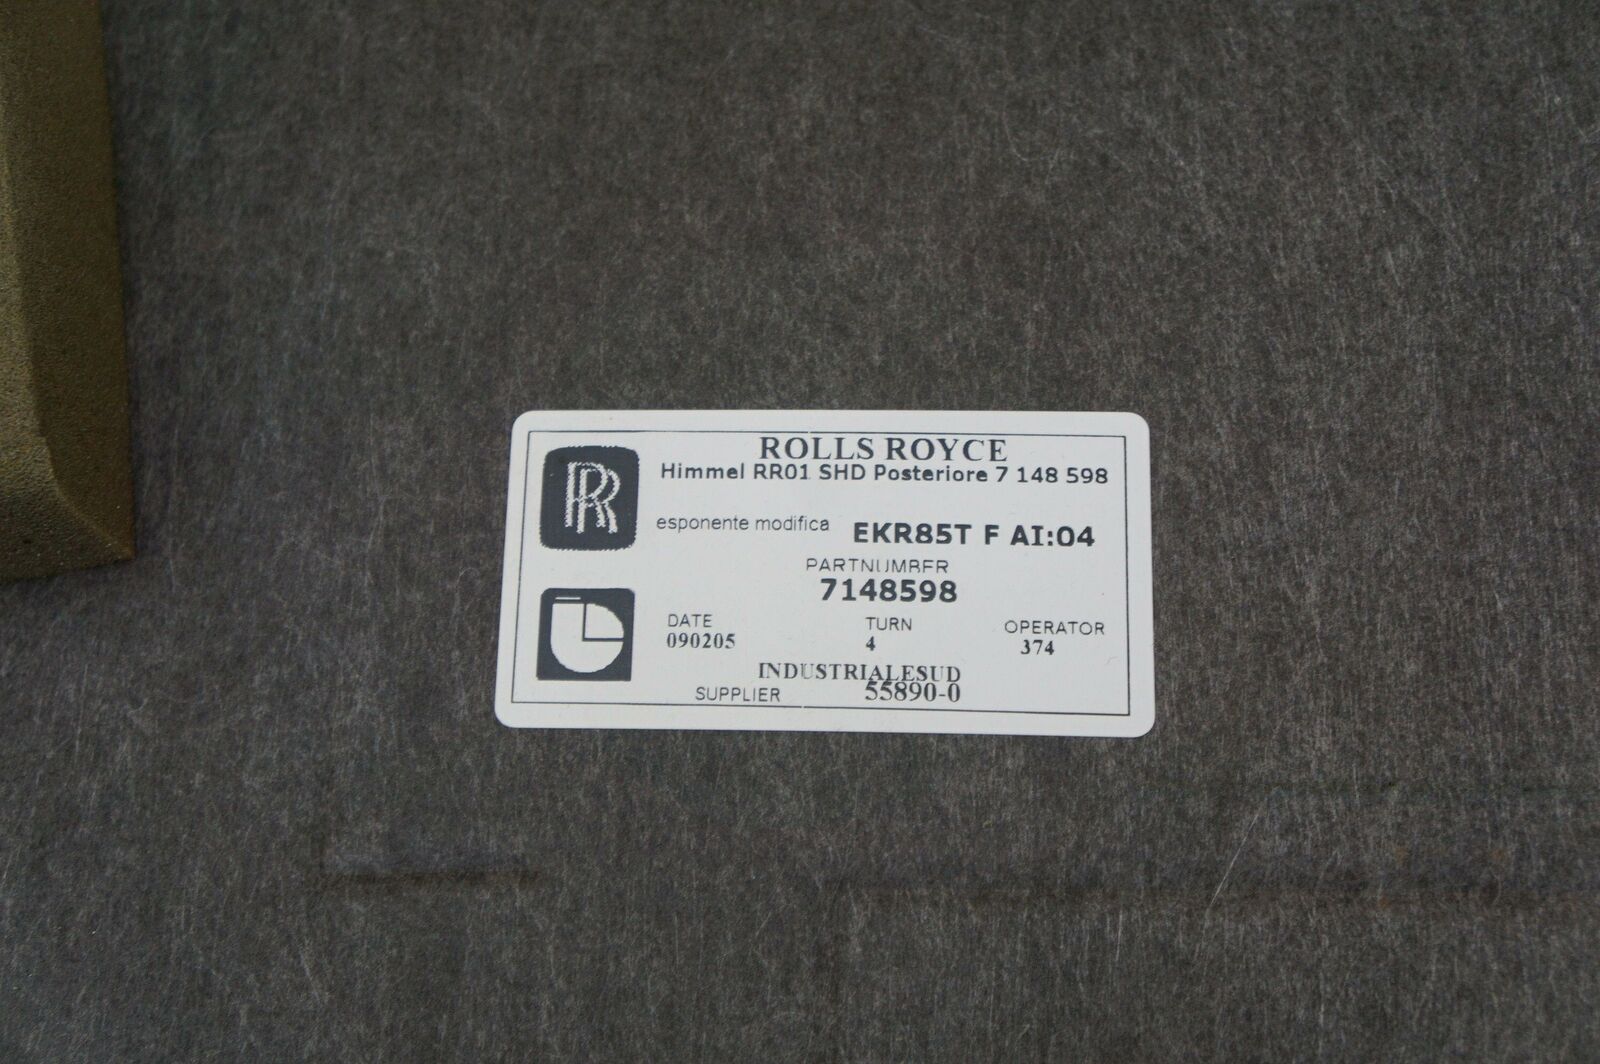 ROLLS ROYCE
Himmel RR01 SHD Posteriore 7 148 598
RR
esponente modifica EKR85T F AI:04
PARTNUMBER
7148598
DATE TURN OPERATOR
090205 4 374
INDUSTRIALESUD
SUPPLIER 55890-0